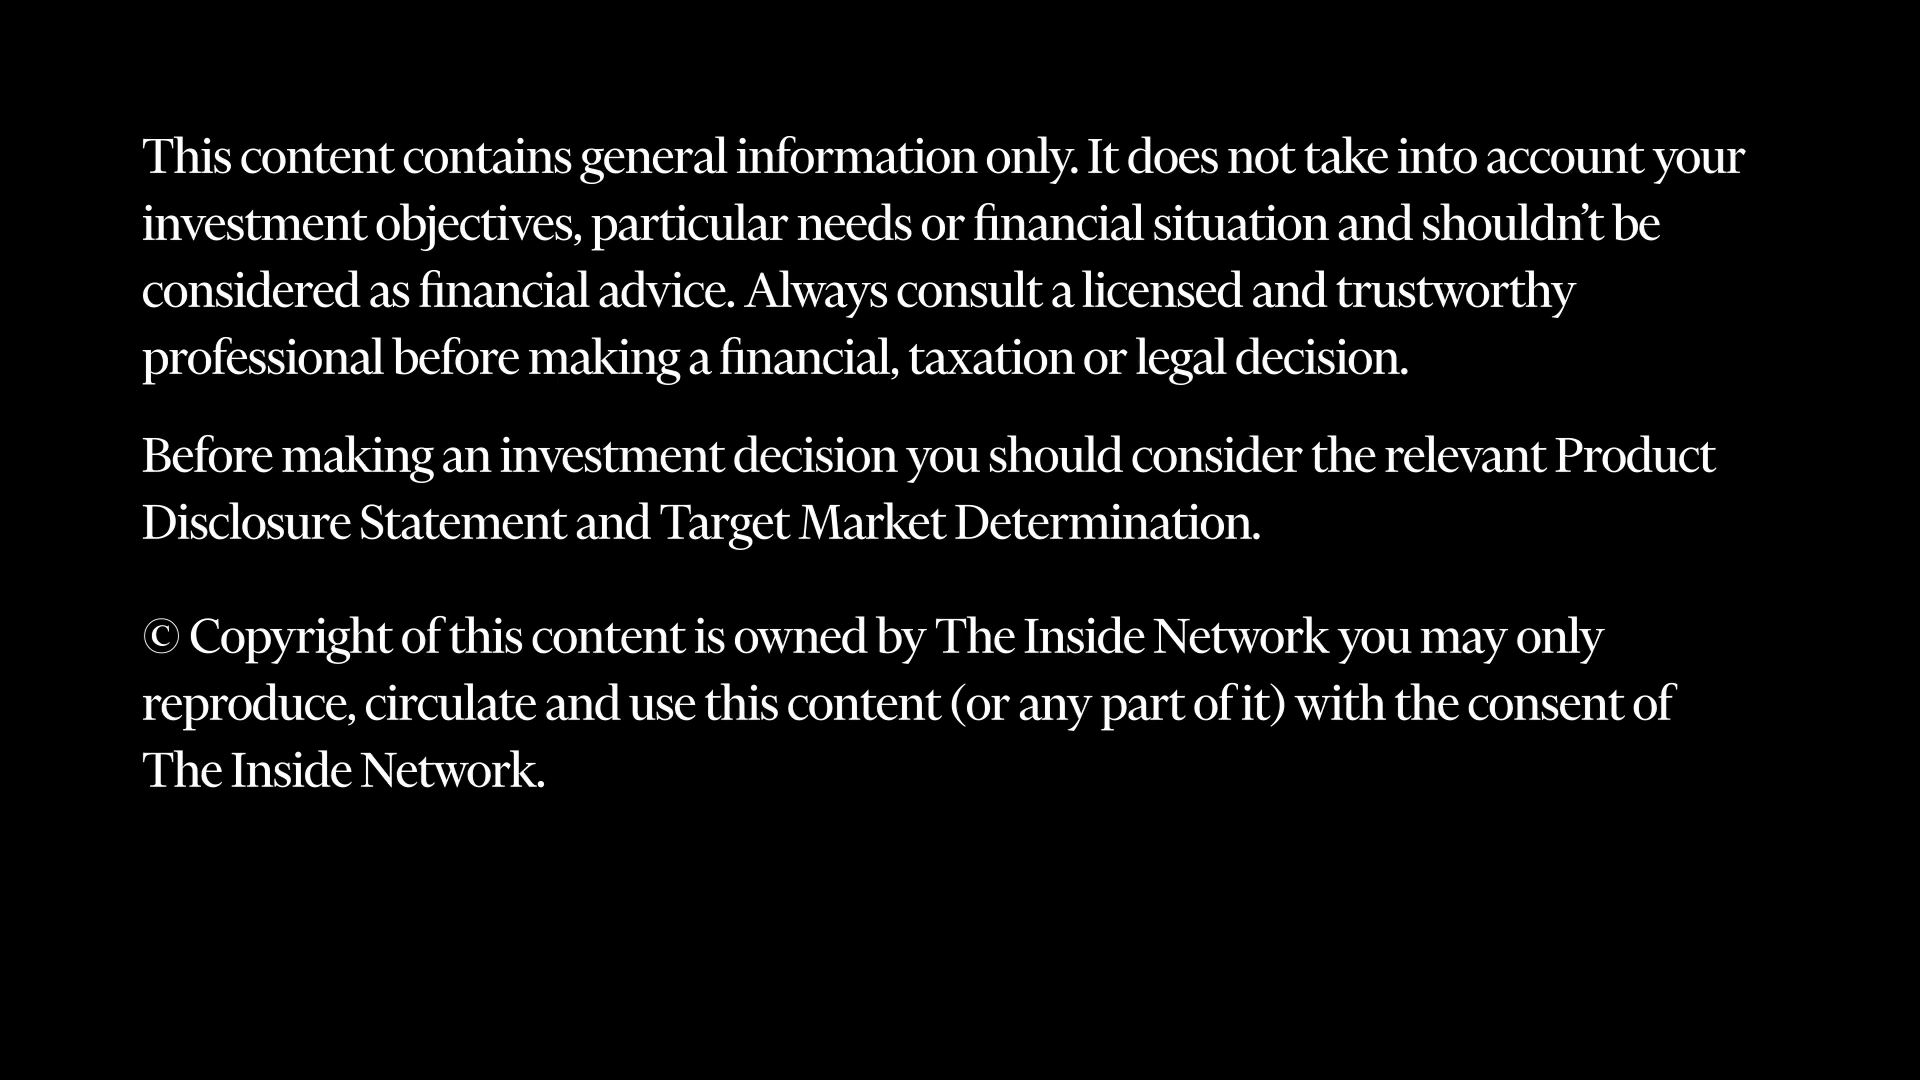 This content contains general information only. It does not take into account your
investment objectives, particular needs or financial situation and shouldn’t be
considered as financial advice. Always consult a licensed and trustworthy
professional before making a financial, taxation or legal decision.
Before making an investment decision you should consider the relevant Product
Disclosure Statement and Target Market Determination.
© Copyright of this content is owned by The Inside Network you may only
reproduce, circulate and use this content (or any part of it) with the consent of
The Inside Network.